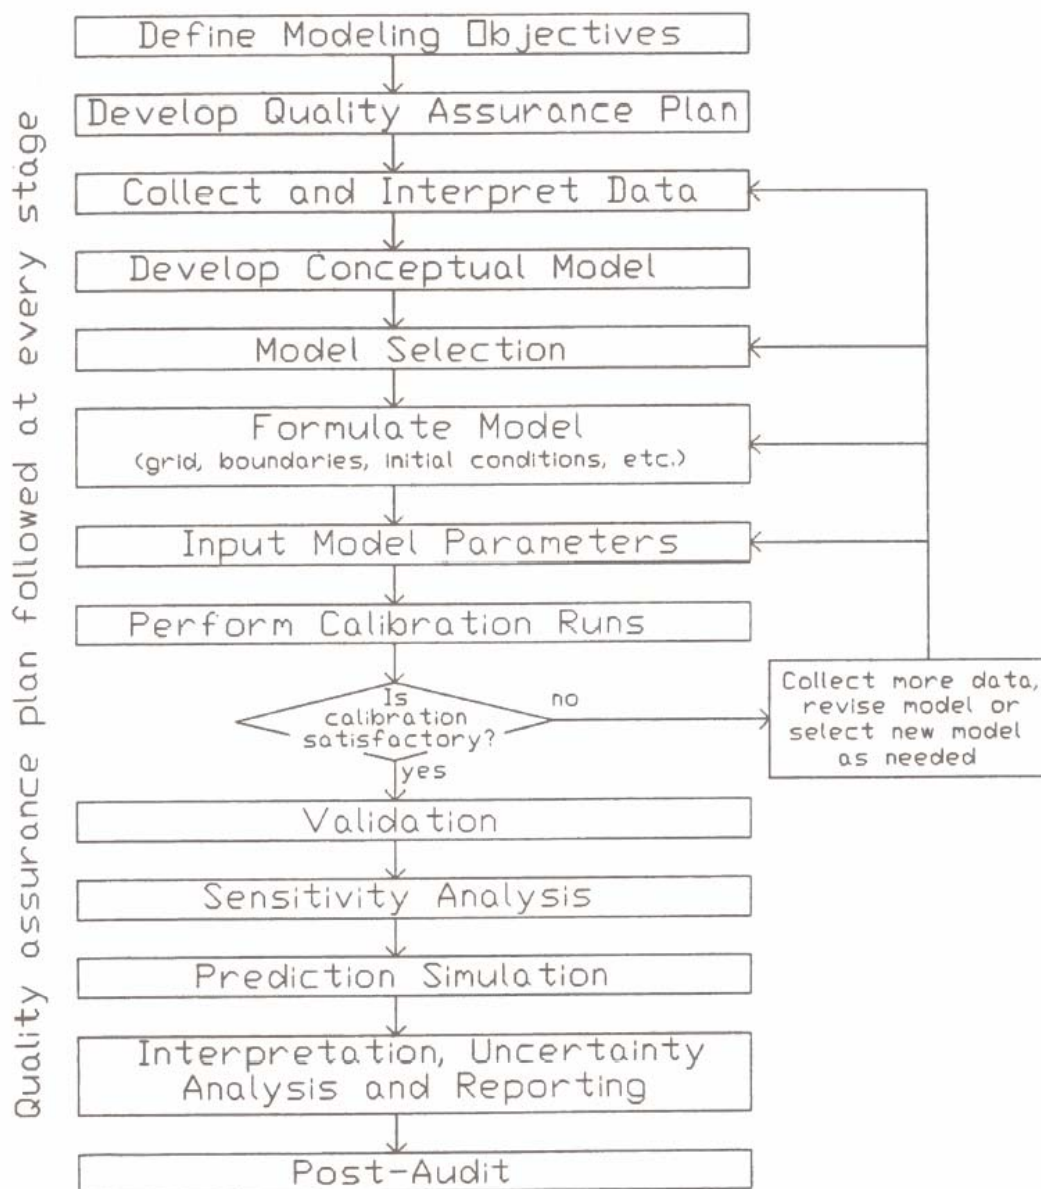 Define Modeling Objectives
Develop Quality Assurance Plan
Collect and Interpret Data
Develop Conceptual Model
Model Selection
Formulate Model
(grid, boundaries, initial conditions, etc.)
Input Model Parameters
Perform Calibration Runs
Is
calibration
satisfactory?
no
yes
Collect more data,
revise model or
select new model
as needed
Validation
Sensitivity Analysis
Prediction Simulation
Interpretation, Uncertainty
Analysis and Reporting
Post-Audit
Quality assurance plan followed at every stage